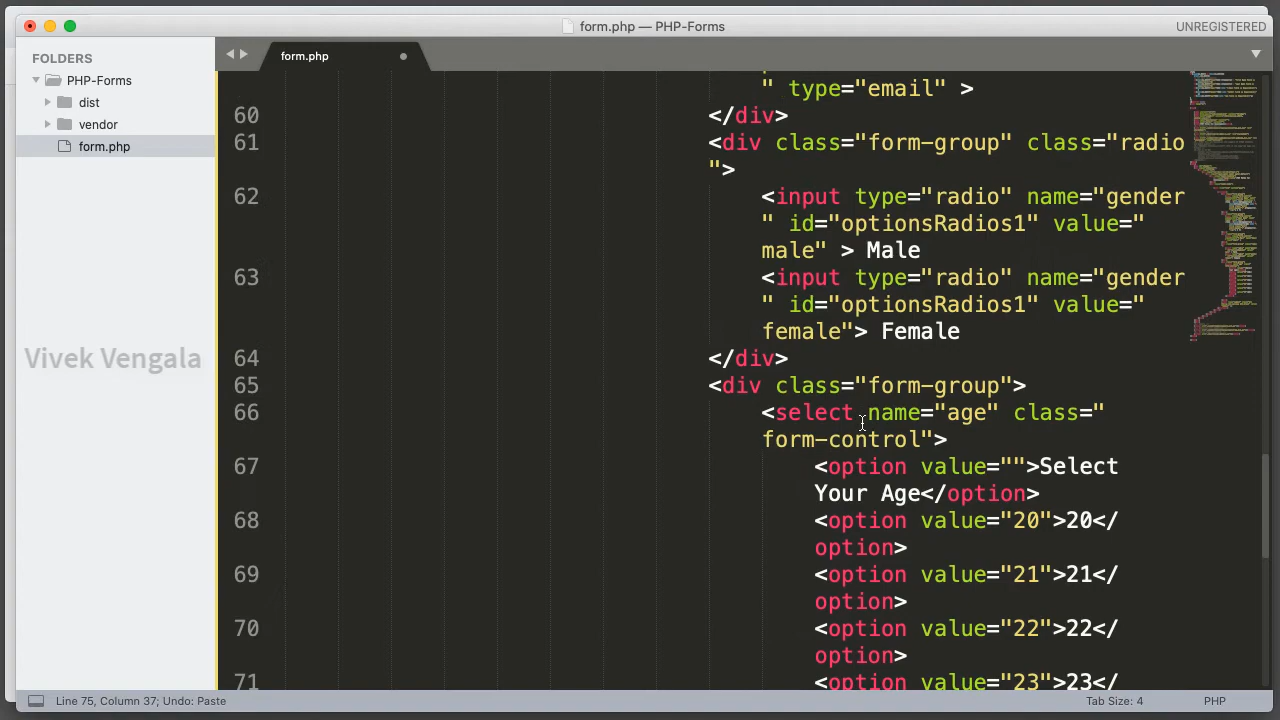 form.php — PHP-Forms
UNREGISTERED
FOLDERS
PHP-Forms
dist
vendor
form.php
Vivek Vengala
form.php
" type="email" >
60 </div>
61 <div class="form-group" class="radio
">
62 <input type="radio" name="gender
" id="optionsRadios1" value="
male" > Male
63 <input type="radio" name="gender
" id="optionsRadios1" value="
female"> Female
64 </div>
65 <div class="form-group">
66 <select name="age" class="
form-control">
67 <option value="">Select
Your Age</option>
68 <option value="20">20</
option>
69 <option value="21">21</
option>
70 <option value="22">22</
option>
71 <option value="23">23</
Line 75, Column 37; Undo: Paste
Tab Size: 4
PHP